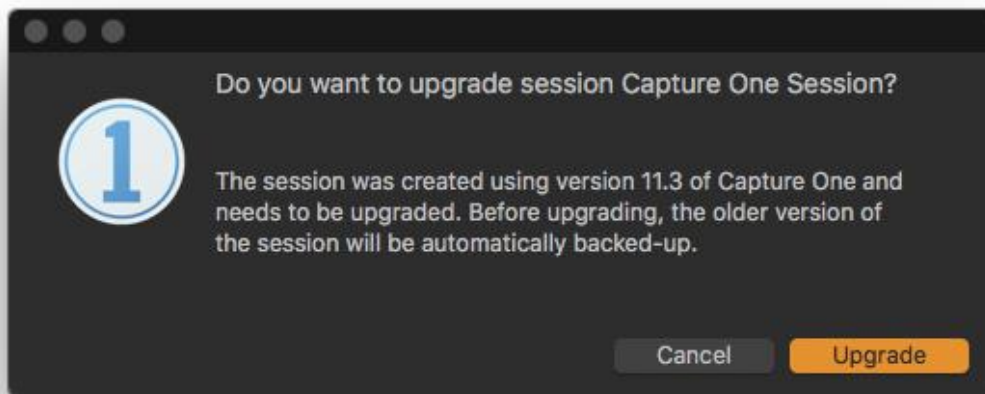 Do you want to upgrade session Capture One Session?
1
The session was created using version 11.3 of Capture One and
needs to be upgraded. Before upgrading, the older version of
the session will be automatically backed-up.
Cancel
Upgrade